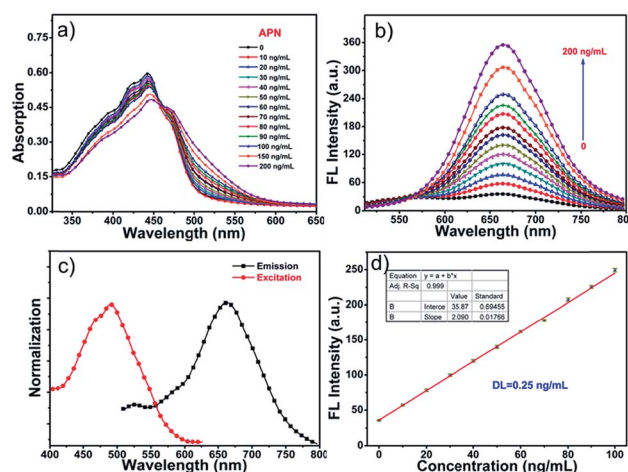 a)
APN
0
10 ng/mL
20 ng/mL
30 ng/mL
40 ng/mL
50 ng/mL
60 ng/mL
70 ng/mL
80 ng/mL
90 ng/mL
100 ng/mL
150 ng/mL
200 ng/mL
0.75
0.60
0.45
0.30
0.15
0.00
Absorption
350 400 450 500 550 600 650
Wavelength (nm)
b)
200 ng/mL
0
360
300
240
180
120
60
0
FL Intensity (a.u.)
550 600 650 700 750 800
Wavelength (nm)
c)
Emission
Excitation
Normalization
400 450 500 550 600 650 700 750 800
Wavelength (nm)
d)
Equation y = a + b*x
Adj. R-Sq 0.999
Value Standard
B Interce 35.87 0.69455
B Slope 2.090 0.01766
DL=0.25 ng/mL
250
200
150
100
50
0
FL Intensity (a.u.)
0 20 40 60 80 100
Concentration (ng/mL)